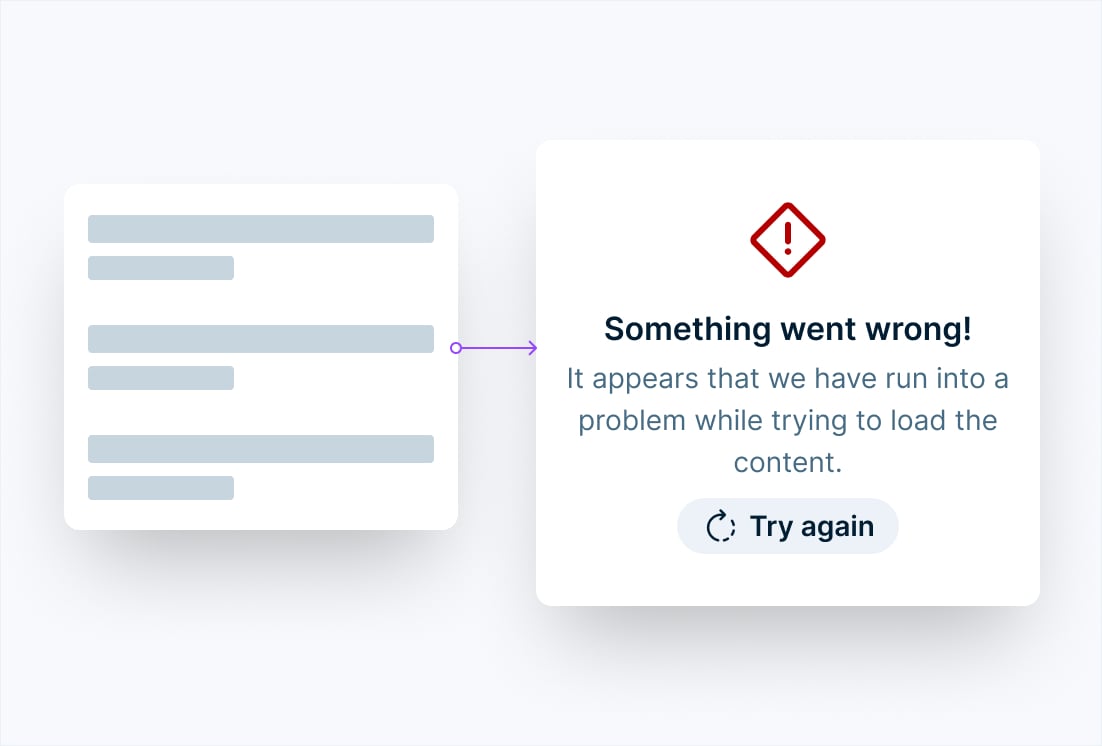 Something went wrong!
It appears that we have run into a
problem while trying to load the
content.
Try again